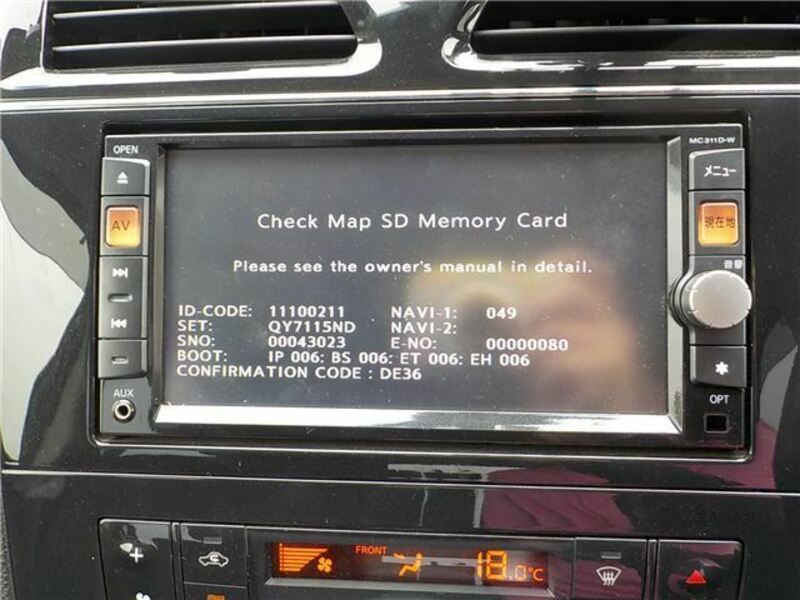 OPEN
MC311D-W
メニュー
AV
現在地
音量
Check Map SD Memory Card
Please see the owner's manual in detail.
ID-CODE: 11100211 NAVI-1: 049
SET: QY7115ND NAVI-2:
SNO: 00043023 E-NO: 00000080
BOOT: IP 006: BS 006: ET 006: EH 006
CONFIRMATION CODE : DE36
AUX
OPT
FRONT
18.0℃